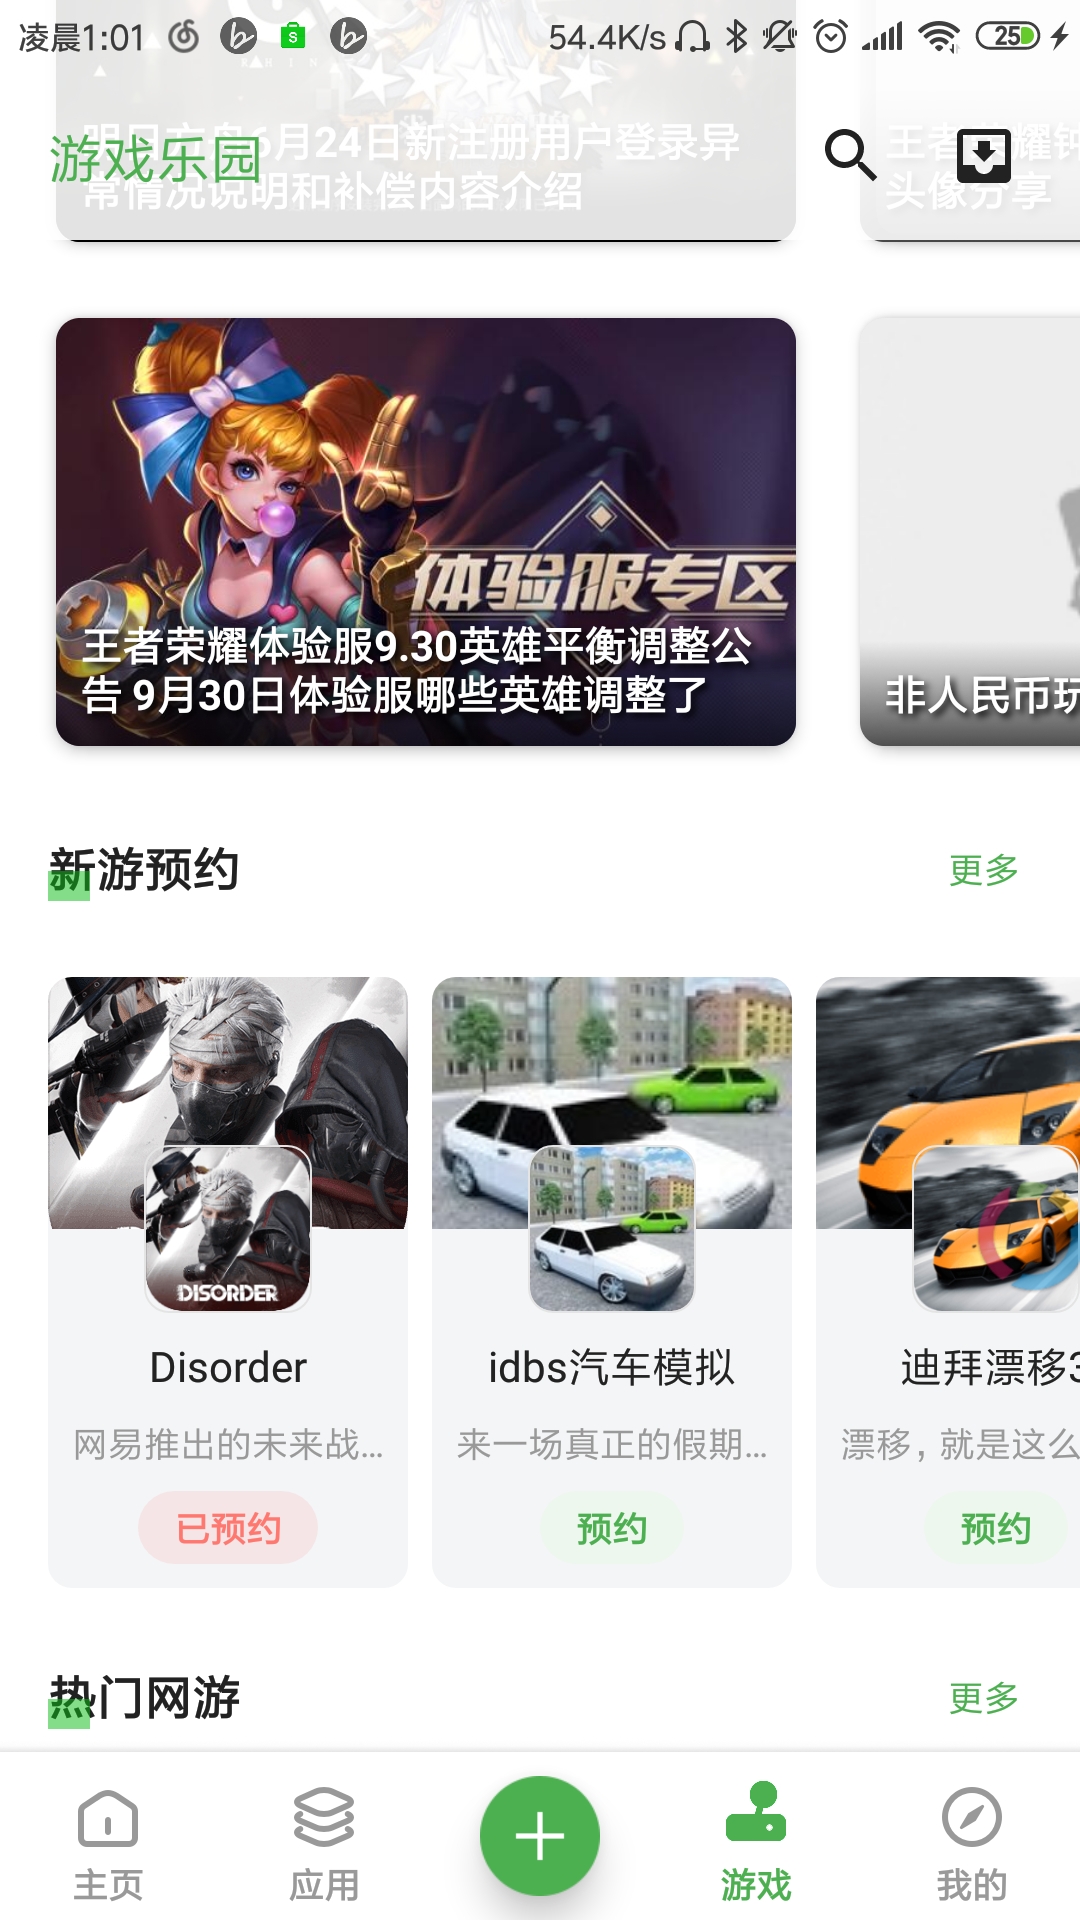 凌晨1:01
54.4K/s
25
游戏乐园
明日方舟6月24日新注册用户登录异
常情况说明和补偿内容介绍
王者荣耀钟
头像分享
体验服专区
王者荣耀体验服9.30英雄平衡调整公
告 9月30日体验服哪些英雄调整了
非人民币玩
新游预约
更多
DISORDER
Disorder
idbs汽车模拟
迪拜漂移3
网易推出的未来战...
来一场真正的假期...
漂移，就是这么
已预约
预约
预约
热门网游
更多
主页
应用
游戏
我的